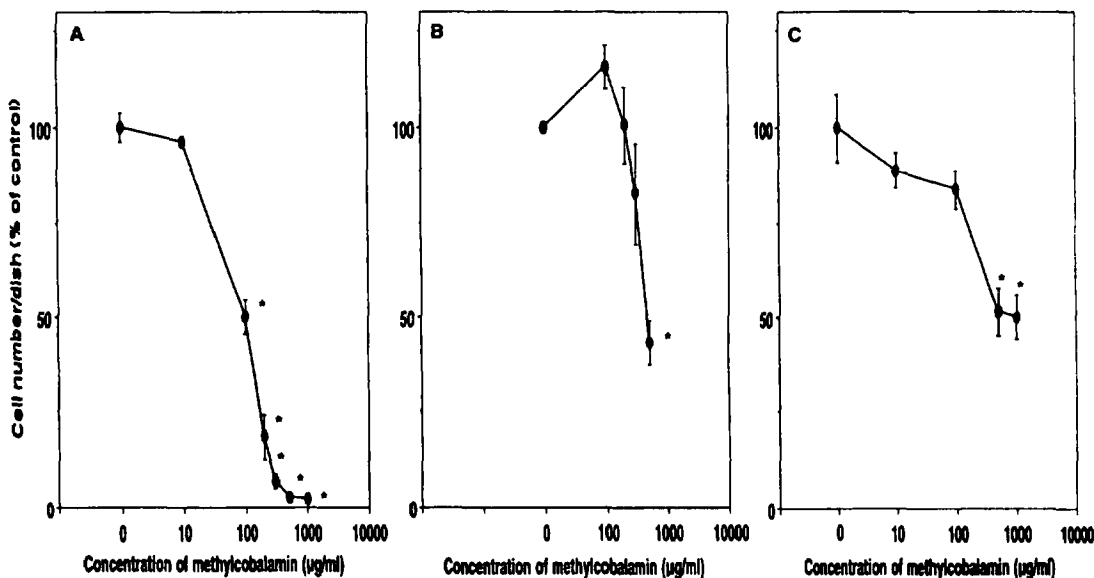 A
B
C
Cell number/dish (% of control)
100
50
0
0 10 100 1000 10000
Concentration of methylcobalamin (µg/ml)
100
50
0
0 100 1000 10000
Concentration of methylcobalamin (µg/ml)
100
50
0
0 10 100 1000 10000
Concentration of methylcobalamin (µg/ml)